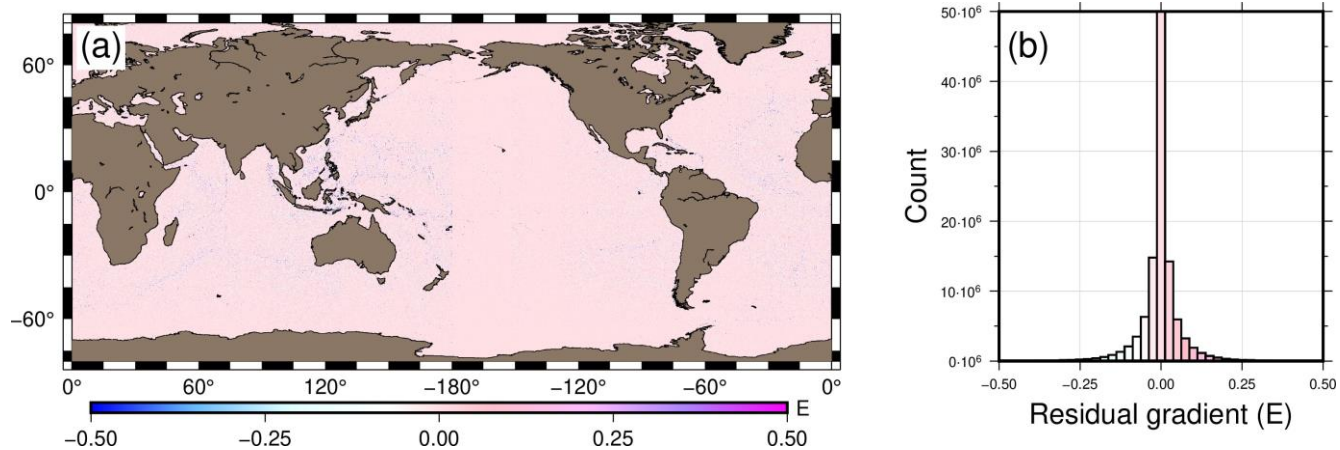 (a)
60°
0°
−60°
0° 60° 120° −180° −120° −60° 0°
E
−0.50 −0.25 0.00 0.25 0.50
(b)
Count
50·10⁶
40·10⁶
30·10⁶
20·10⁶
10·10⁶
0·10⁶
−0.50 −0.25 0.00 0.25 0.50
Residual gradient (E)